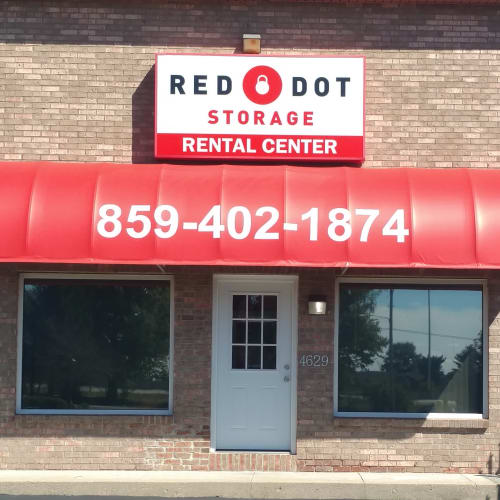 RED DOT
STORAGE
RENTAL CENTER
859-402-1874
4629